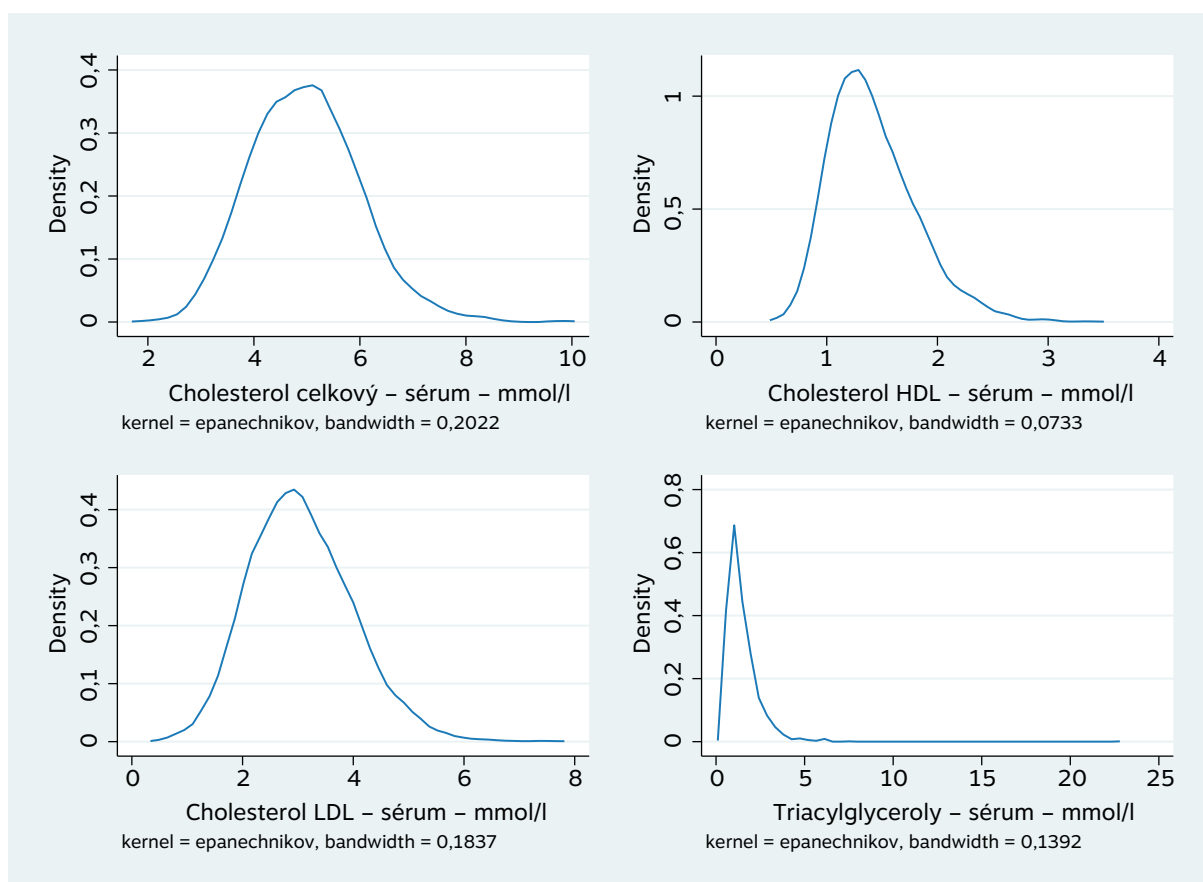 0,4
0,3
0,2
0,1
0
Density
2 4 6 8 10
Cholesterol celkový – sérum – mmol/l
kernel = epanechnikov, bandwidth = 0,2022
1
0,5
0
Density
0 1 2 3 4
Cholesterol HDL – sérum – mmol/l
kernel = epanechnikov, bandwidth = 0,0733
0,4
0,3
0,2
0,1
0
Density
0 2 4 6 8
Cholesterol LDL – sérum – mmol/l
kernel = epanechnikov, bandwidth = 0,1837
0,8
0,6
0,4
0,2
0
Density
0 5 10 15 20 25
Triacylglyceroly – sérum – mmol/l
kernel = epanechnikov, bandwidth = 0,1392